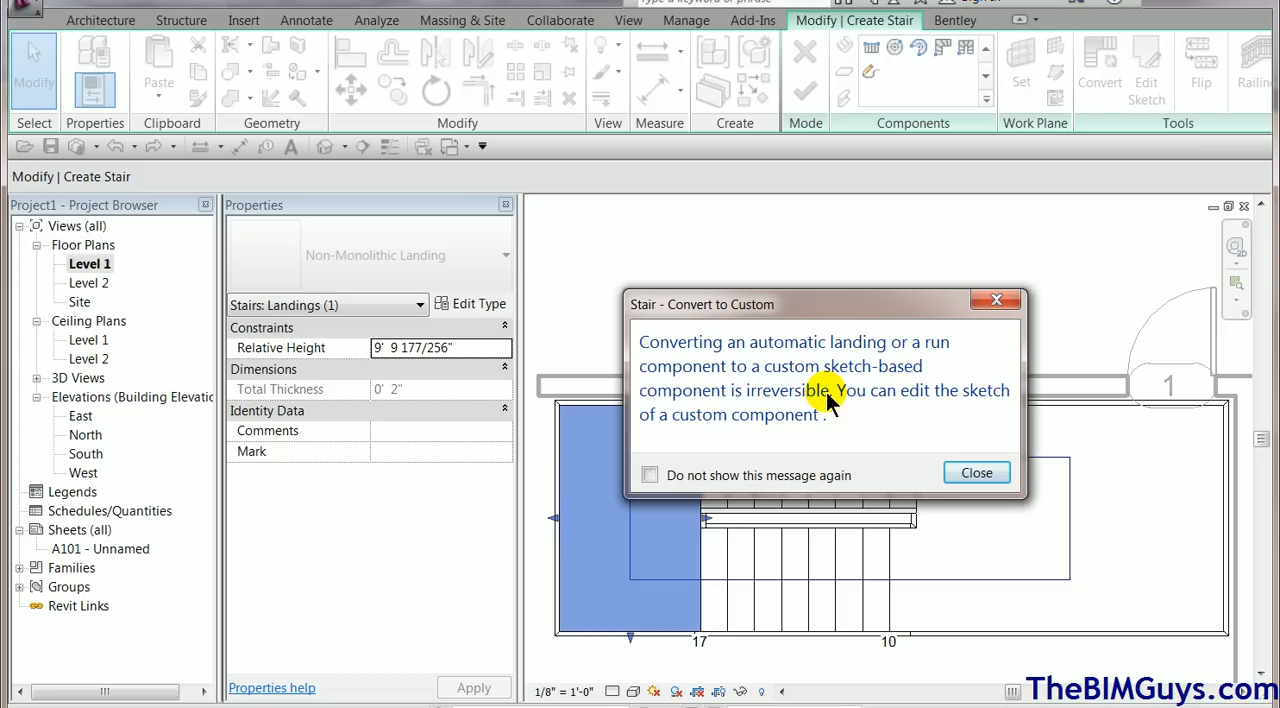 Architecture Structure Insert Annotate Analyze Massing & Site Collaborate View Manage Add-Ins Modify | Create Stair Bentley
Modify Paste Set Convert Edit Sketch Flip Railin
Select Properties Clipboard Geometry Modify View Measure Create Mode Components Work Plane Tools
Modify | Create Stair
Project1 - Project Browser
Views (all)
Floor Plans
Level 1
Level 2
Site
Ceiling Plans
Level 1
Level 2
3D Views
Elevations (Building Elevatio
East
North
South
West
Legends
Schedules/Quantities
Sheets (all)
A101 - Unnamed
Families
Groups
Revit Links
Properties
Non-Monolithic Landing
Stairs: Landings (1) Edit Type
Constraints
Relative Height 9' 9 177/256"
Dimensions
Total Thickness 0' 2"
Identity Data
Comments
Mark
Properties help Apply
Stair - Convert to Custom
Converting an automatic landing or a run
component to a custom sketch-based
component is irreversible. You can edit the sketch
of a custom component .
Do not show this message again Close
1
17 10
1/8" = 1'-0"
TheBIMGuys.com